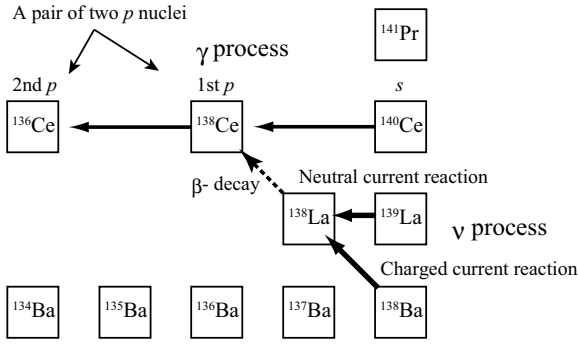 A pair of two p nuclei
¹⁴¹Pr
γ process
2nd p
1st p
s
¹³⁶Ce
¹³⁸Ce
¹⁴⁰Ce
β- decay
Neutral current reaction
¹³⁸La
¹³⁹La
ν process
Charged current reaction
¹³⁴Ba
¹³⁵Ba
¹³⁶Ba
¹³⁷Ba
¹³⁸Ba